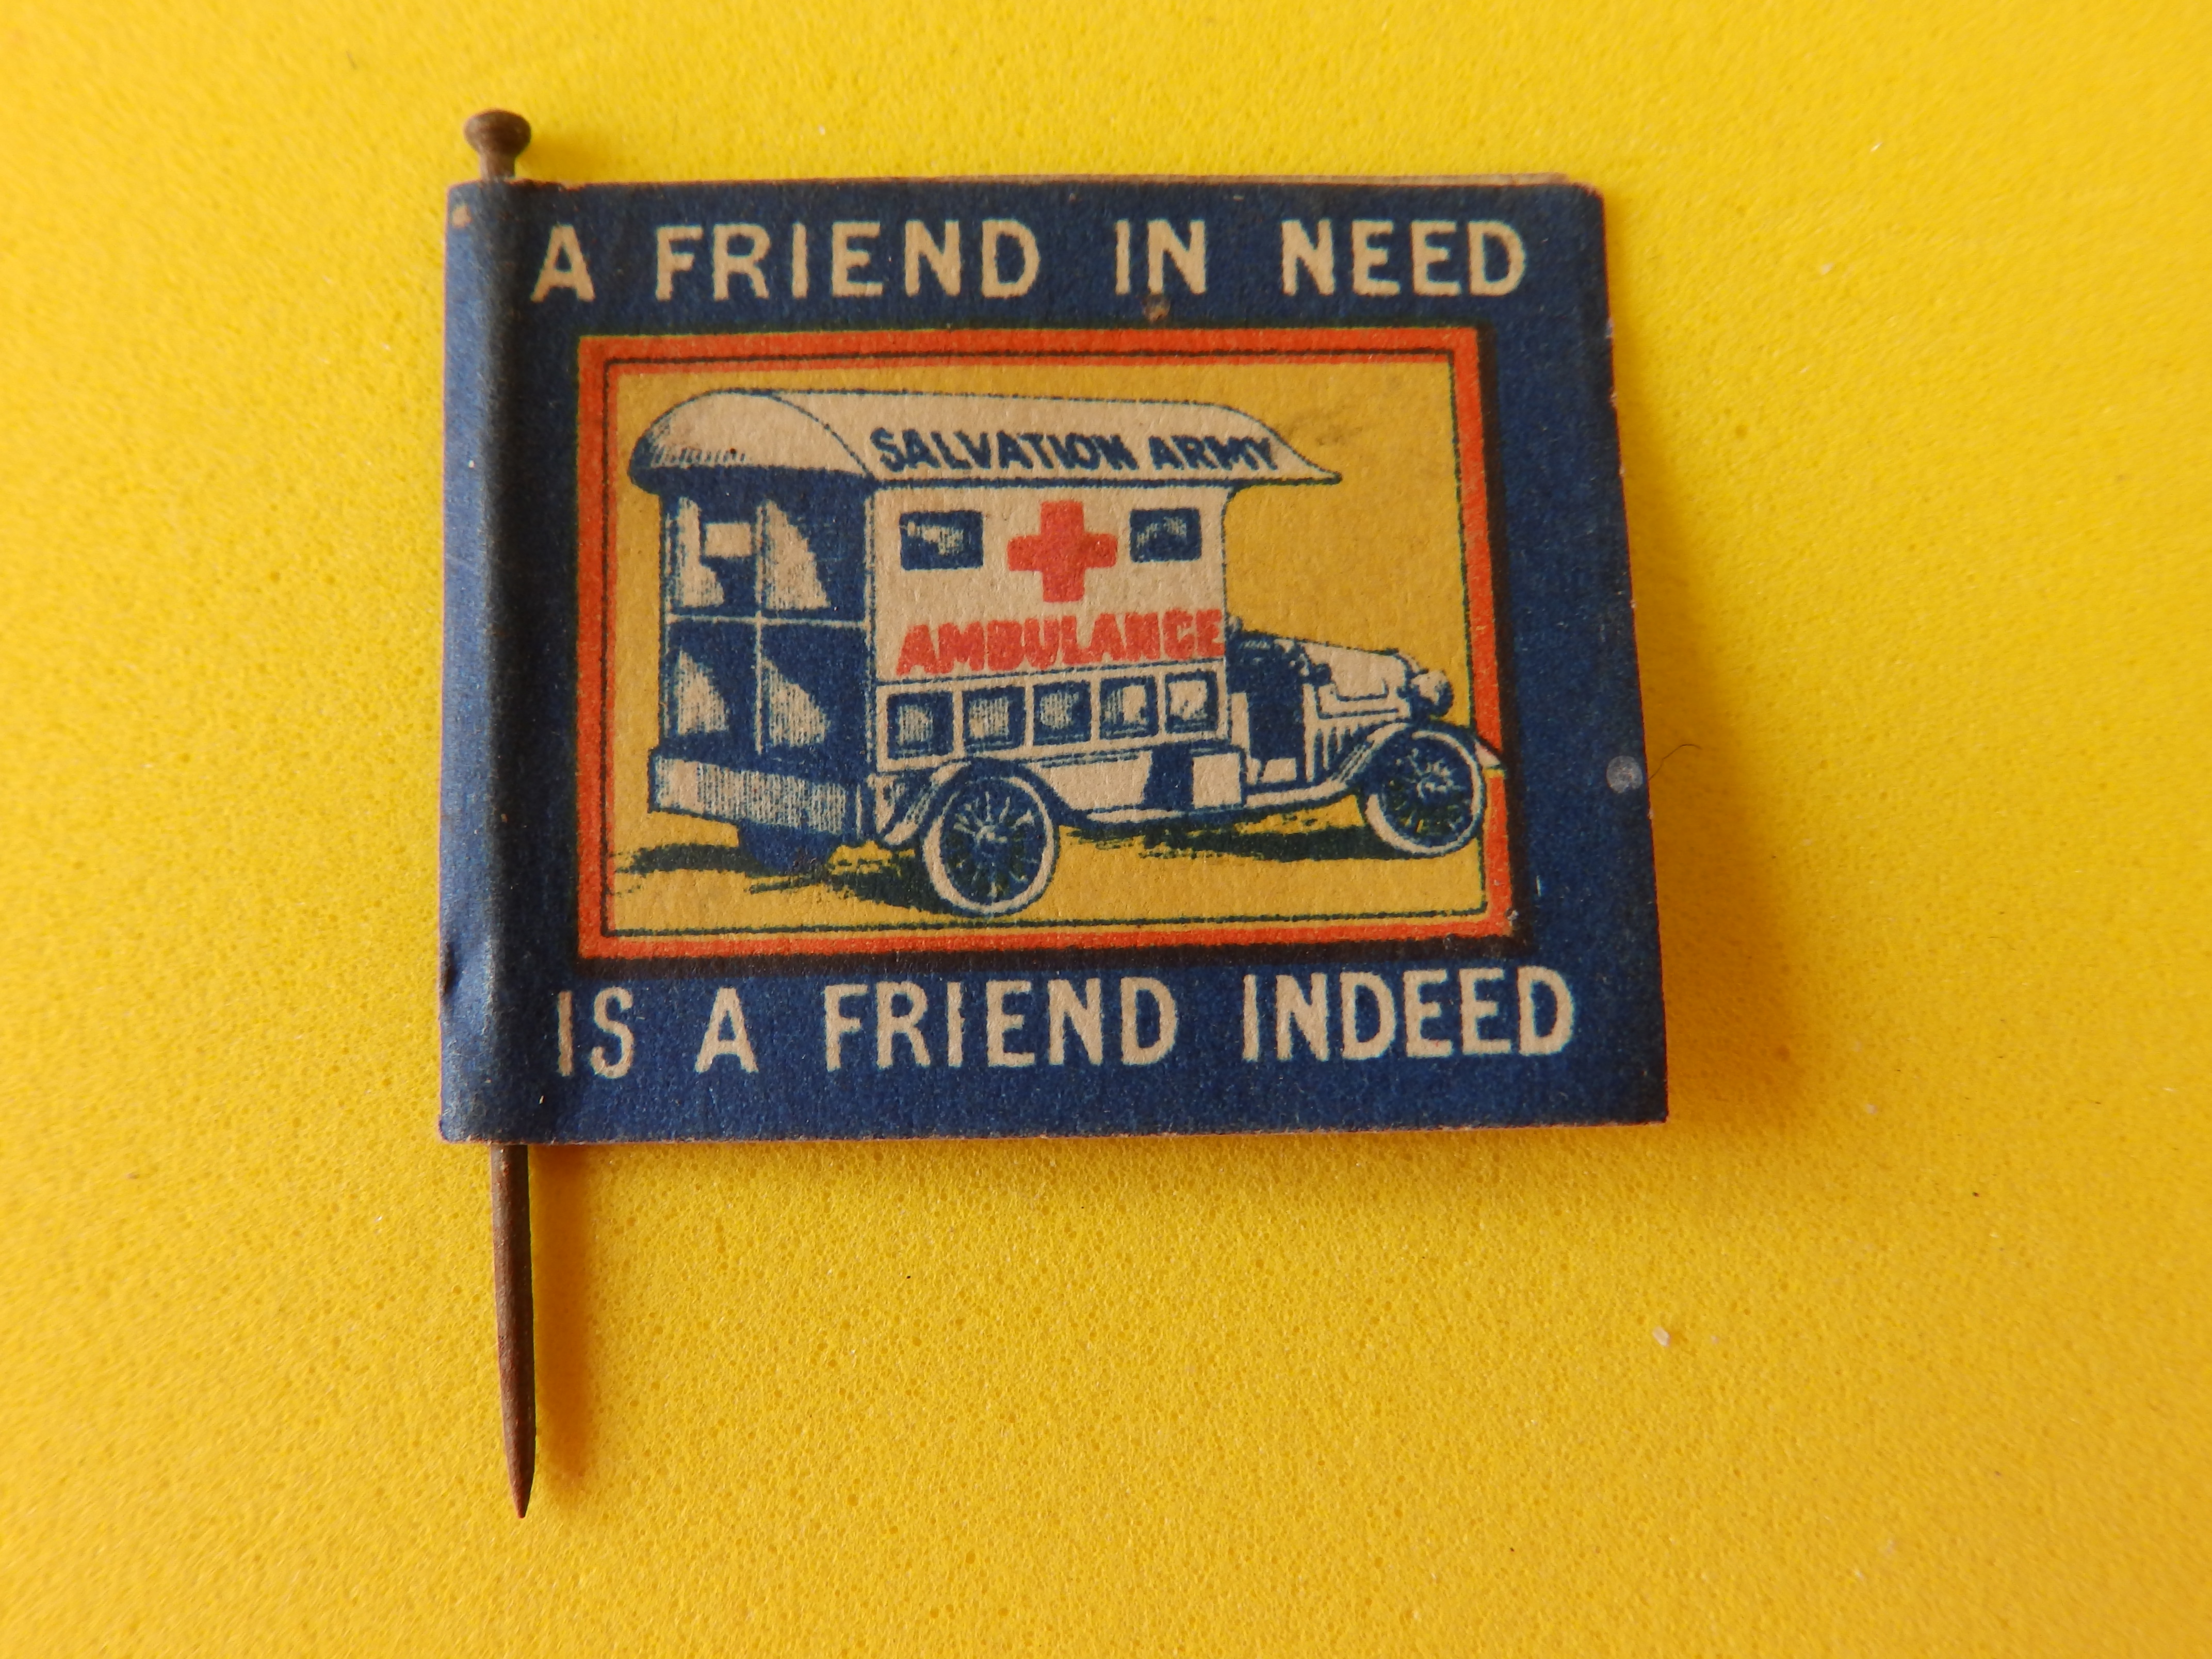 A FRIEND IN NEED
SALVATION ARMY
AMBULANCE
IS A FRIEND INDEED